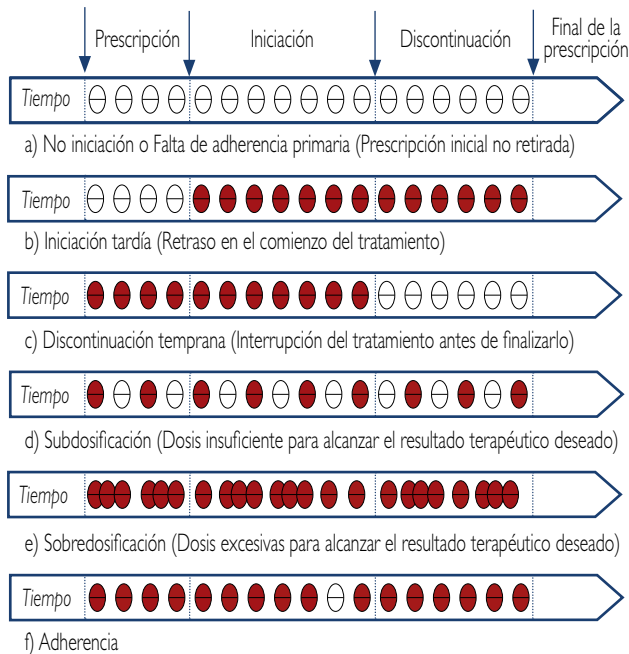 Prescripción Iniciación Discontinuación Final de la prescripción
Tiempo
a) No iniciación o Falta de adherencia primaria (Prescripción inicial no retirada)
Tiempo
b) Iniciación tardía (Retraso en el comienzo del tratamiento)
Tiempo
c) Discontinuación temprana (Interrupción del tratamiento antes de finalizarlo)
Tiempo
d) Subdosificación (Dosis insuficiente para alcanzar el resultado terapéutico deseado)
Tiempo
e) Sobredosificación (Dosis excesivas para alcanzar el resultado terapéutico deseado)
Tiempo
f) Adherencia